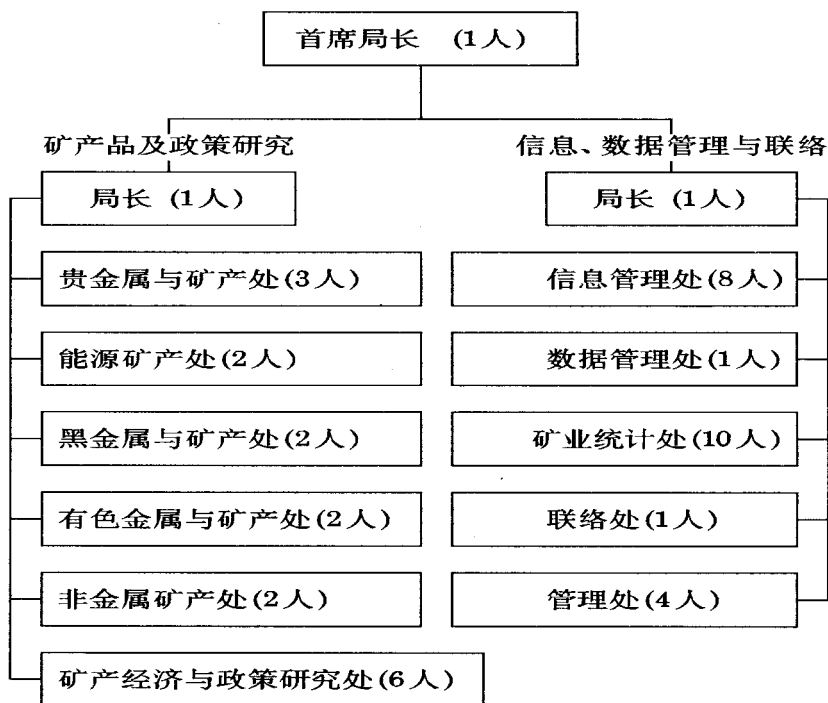 首席局长 (1人)
矿产品及政策研究
局长 (1人)
贵金属与矿产处(3人)
能源矿产处(2人)
黑金属与矿产处(2人)
有色金属与矿产处(2人)
非金属矿产处(2人)
矿产经济与政策研究处(6人)
信息、数据管理与联络
局长 (1人)
信息管理处(8人)
数据管理处(1人)
矿业统计处(10人)
联络处(1人)
管理处(4人)